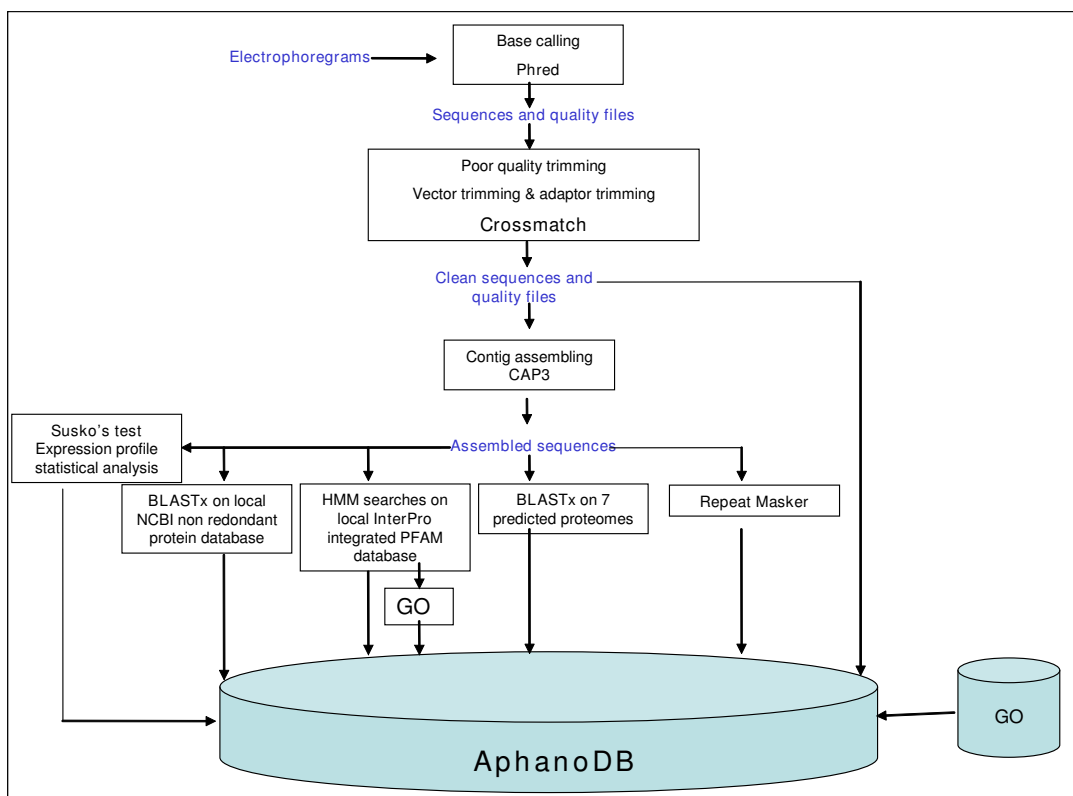 Base calling
Phred
Electrophoregrams
Sequences and quality files
Poor quality trimming
Vector trimming & adaptor trimming
Crossmatch
Clean sequences and
quality files
Contig assembling
CAP3
Assembled sequences
Susko's test
Expression profile
statistical analysis
BLASTx on local
NCBI non redondant
protein database
HMM searches on
local InterPro
integrated PFAM
database
GO
BLASTx on 7
predicted proteomes
Repeat Masker
AphanoDB
GO